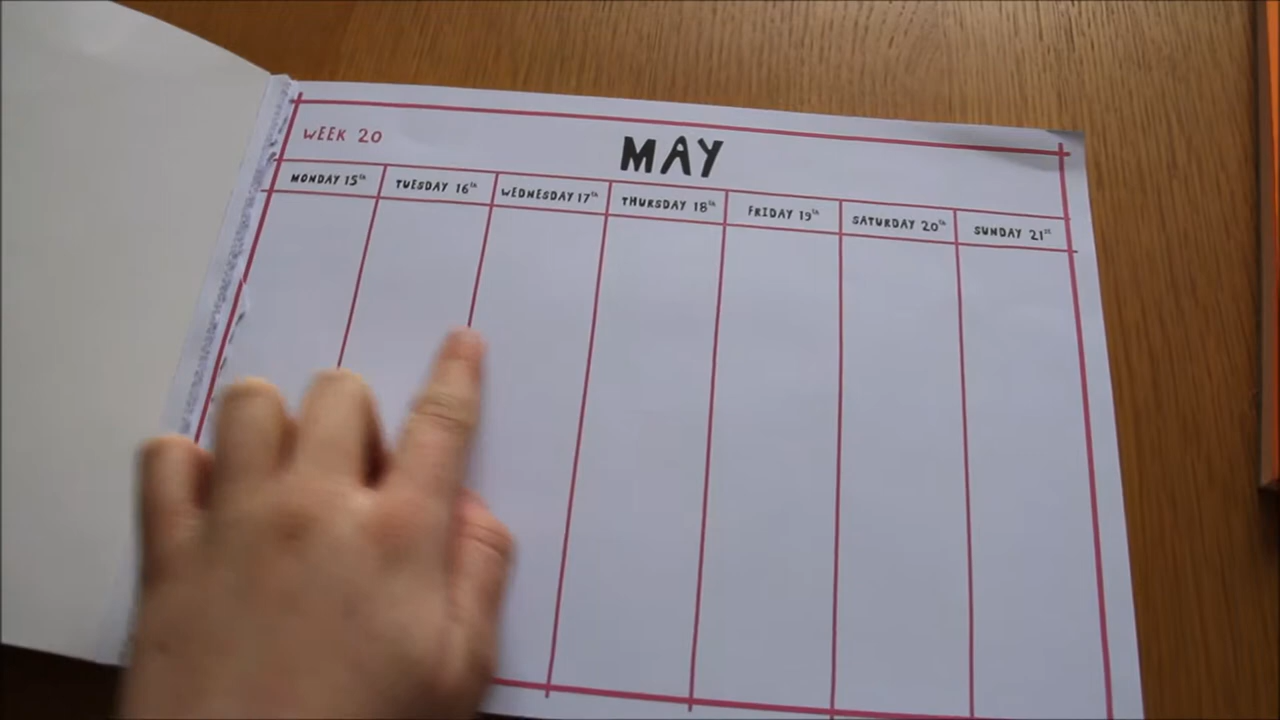 WEEK 20
MAY
MONDAY 15th
TUESDAY 16th
WEDNESDAY 17th
THURSDAY 18th
FRIDAY 19th
SATURDAY 20th
SUNDAY 21st